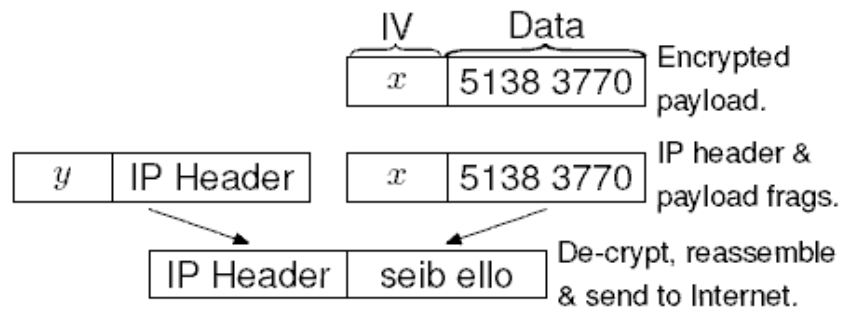 IV Data
x 5138 3770 Encrypted payload.
y IP Header x 5138 3770 IP header & payload frags.
IP Header seib ello De-crypt, reassemble & send to Internet.